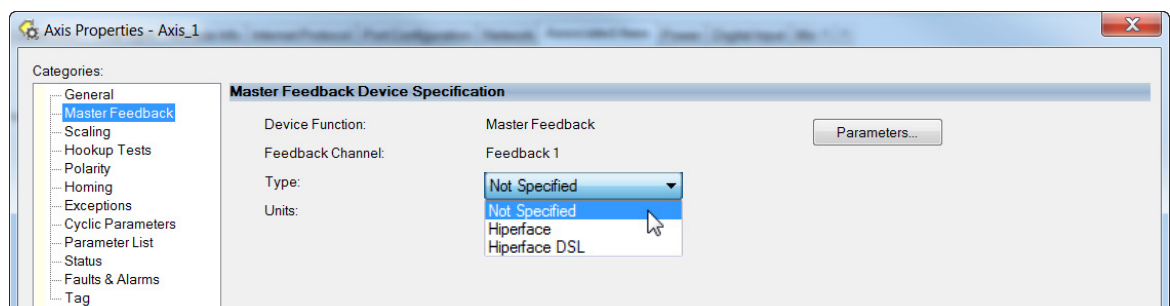 Axis Properties - Axis_1
Categories:
General
Master Feedback
Scaling
Hookup Tests
Polarity
Homing
Exceptions
Cyclic Parameters
Parameter List
Status
Faults & Alarms
Tag
Master Feedback Device Specification
Device Function: Master Feedback
Parameters...
Feedback Channel: Feedback 1
Type: Not Specified
Not Specified
Units:
Hiperface
Hiperface DSL